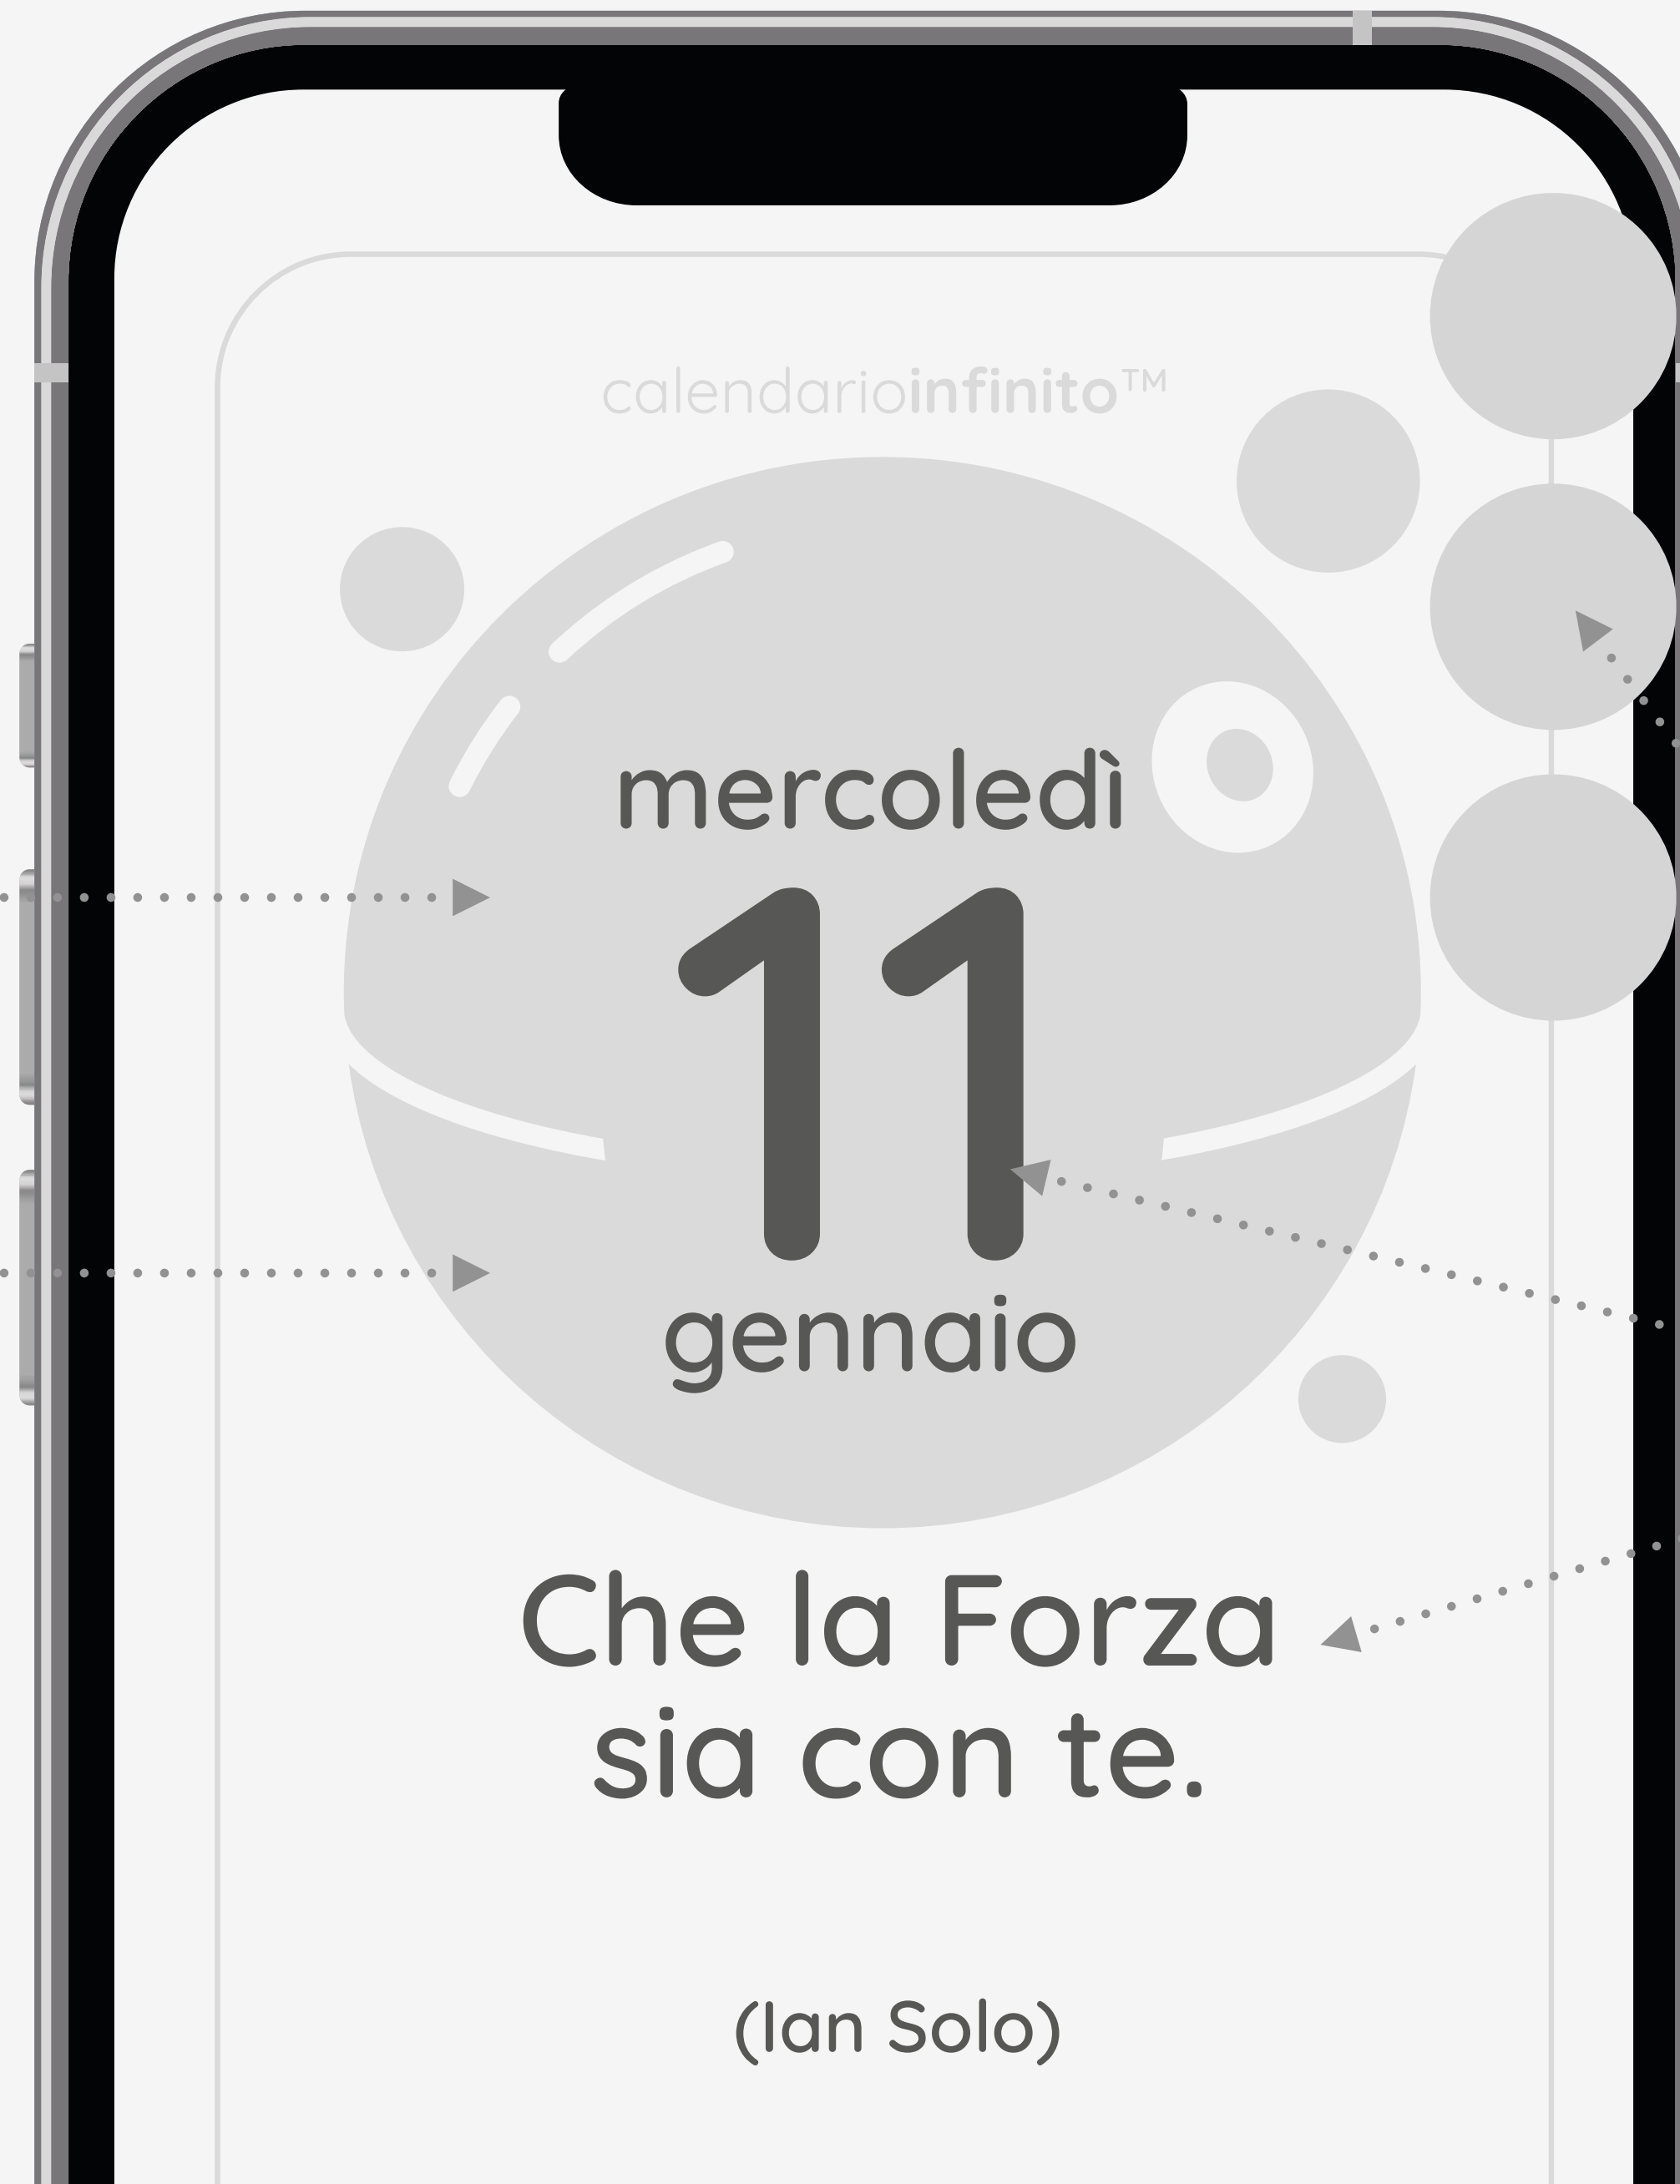 calendarioinfinito™
mercoledì
11
gennaio
Che la Forza
sia con te.
(Ian Solo)